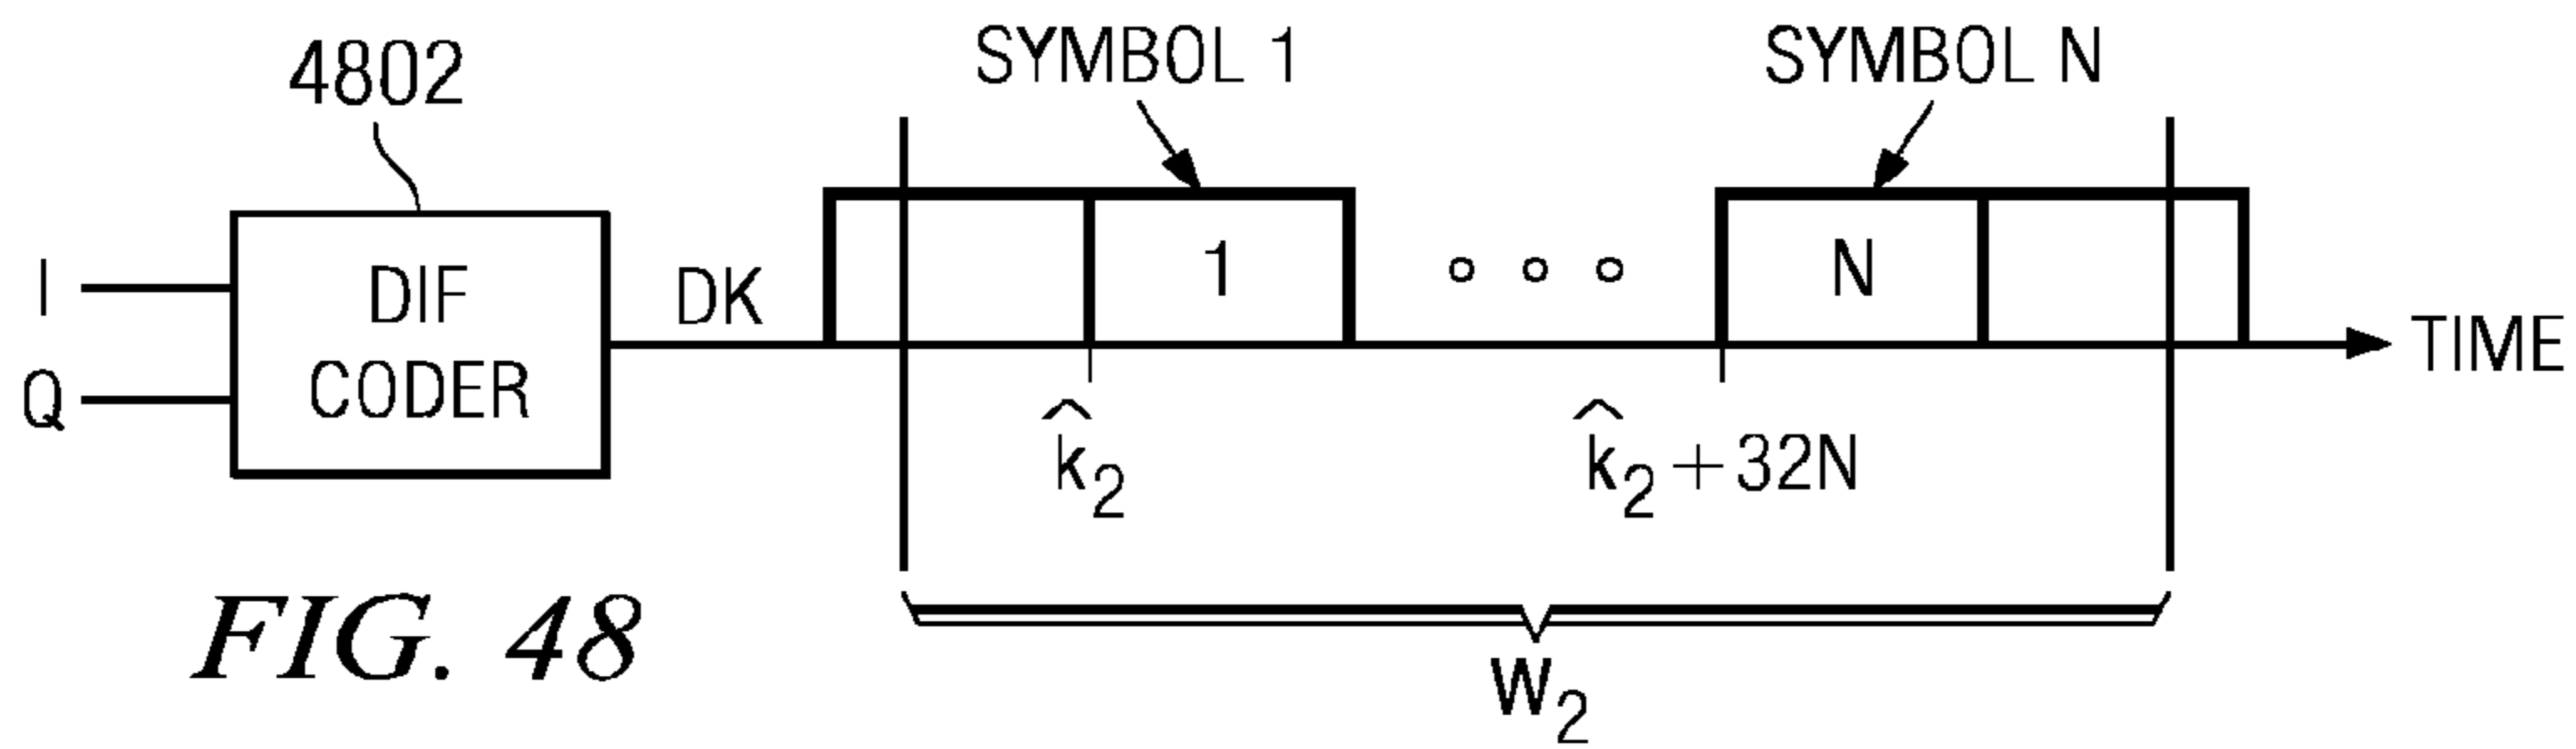 4802
SYMBOL 1
SYMBOL N
I
Q
DIF
CODER
DK
1
N
TIME
k̂₂
k̂₂+32N
W₂
FIG. 48